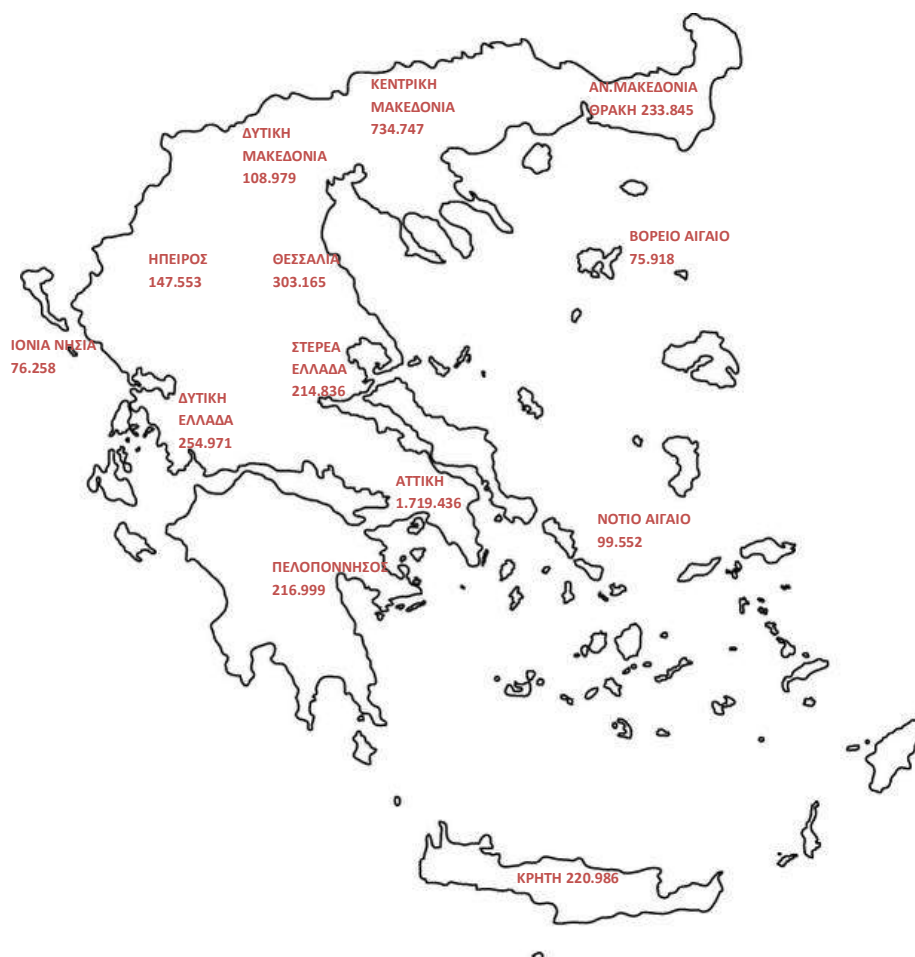 ΚΕΝΤΡΙΚΗ
ΜΑΚΕΔΟΝΙΑ
734.747
ΑΝ.ΜΑΚΕΔΟΝΙΑ
ΘΡΑΚΗ 233.845
ΔΥΤΙΚΗ
ΜΑΚΕΔΟΝΙΑ
108.979
ΒΟΡΕΙΟ ΑΙΓΑΙΟ
75.918
ΗΠΕΙΡΟΣ
147.553
ΘΕΣΣΑΛΙΑ
303.165
ΙΟΝΙΑ ΝΗΣΙΑ
76.258
ΣΤΕΡΕΑ
ΕΛΛΑΔΑ
214.836
ΔΥΤΙΚΗ
ΕΛΛΑΔΑ
254.971
ΑΤΤΙΚΗ
1.719.436
ΝΟΤΙΟ ΑΙΓΑΙΟ
99.552
ΠΕΛΟΠΟΝΝΗΣΟΣ
216.999
ΚΡΗΤΗ 220.986